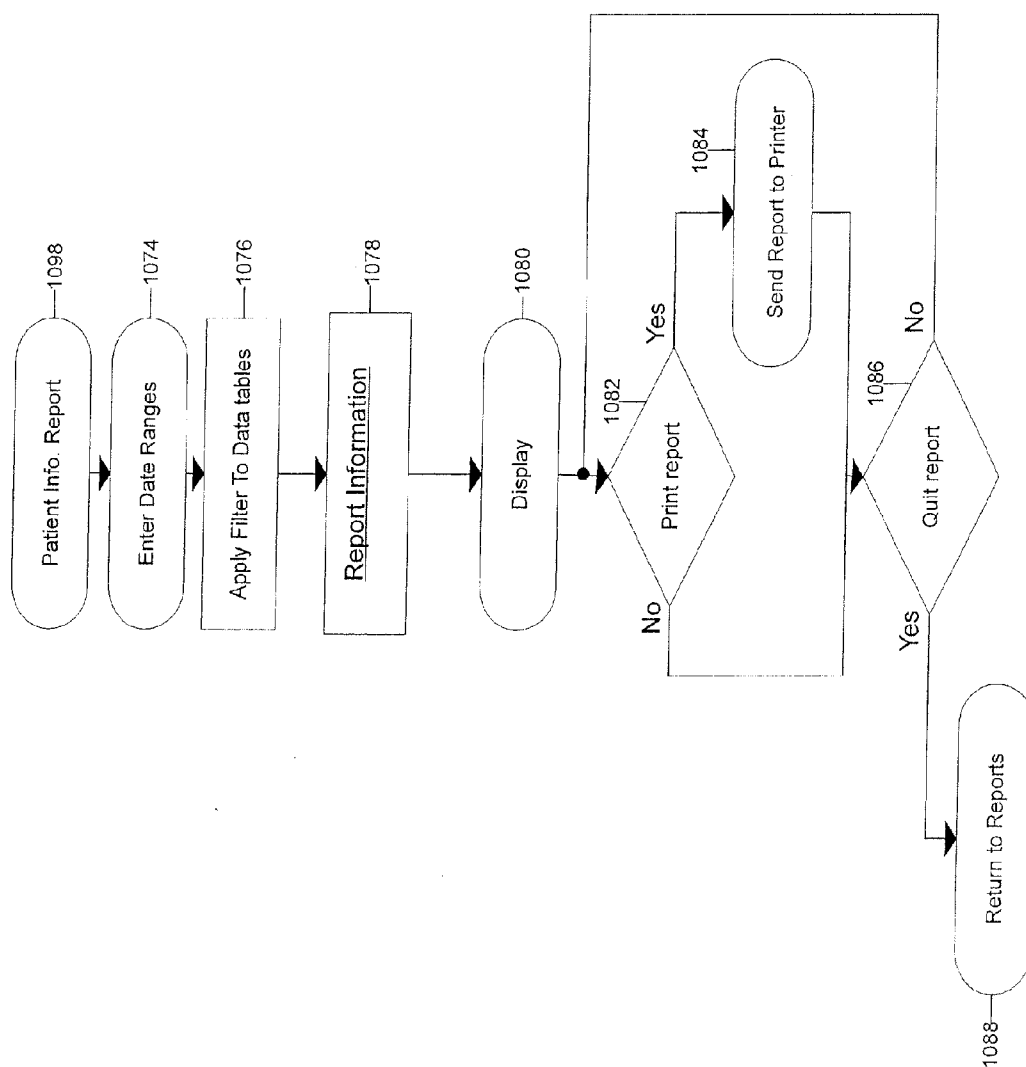 Patient Info. Report
1098
Enter Date Ranges
1074
Apply Filter To Data tables
1076
Report Information
1078
Display
1080
Print report
1082
Yes
No
Send Report to Printer
1084
Quit report
1086
No
Yes
Return to Reports
1088